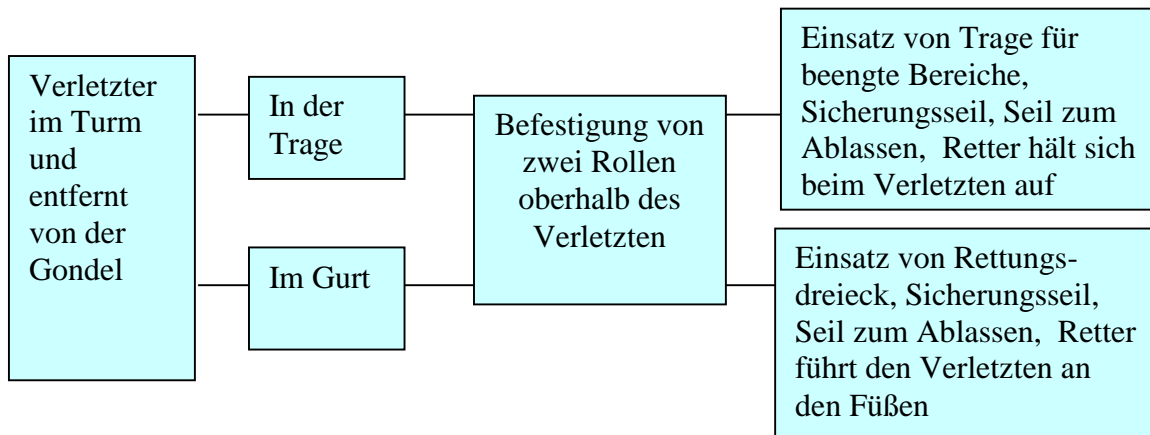 Verletzter
im Turm
und
entfernt
von der
Gondel
In der
Trage
Im Gurt
Befestigung von
zwei Rollen
oberhalb des
Verletzten
Einsatz von Trage für
beengte Bereiche,
Sicherungsseil, Seil zum
Ablassen,  Retter hält sich
beim Verletzten auf
Einsatz von Rettungs-
dreieck, Sicherungsseil,
Seil zum Ablassen,  Retter
führt den Verletzten an
den Füßen